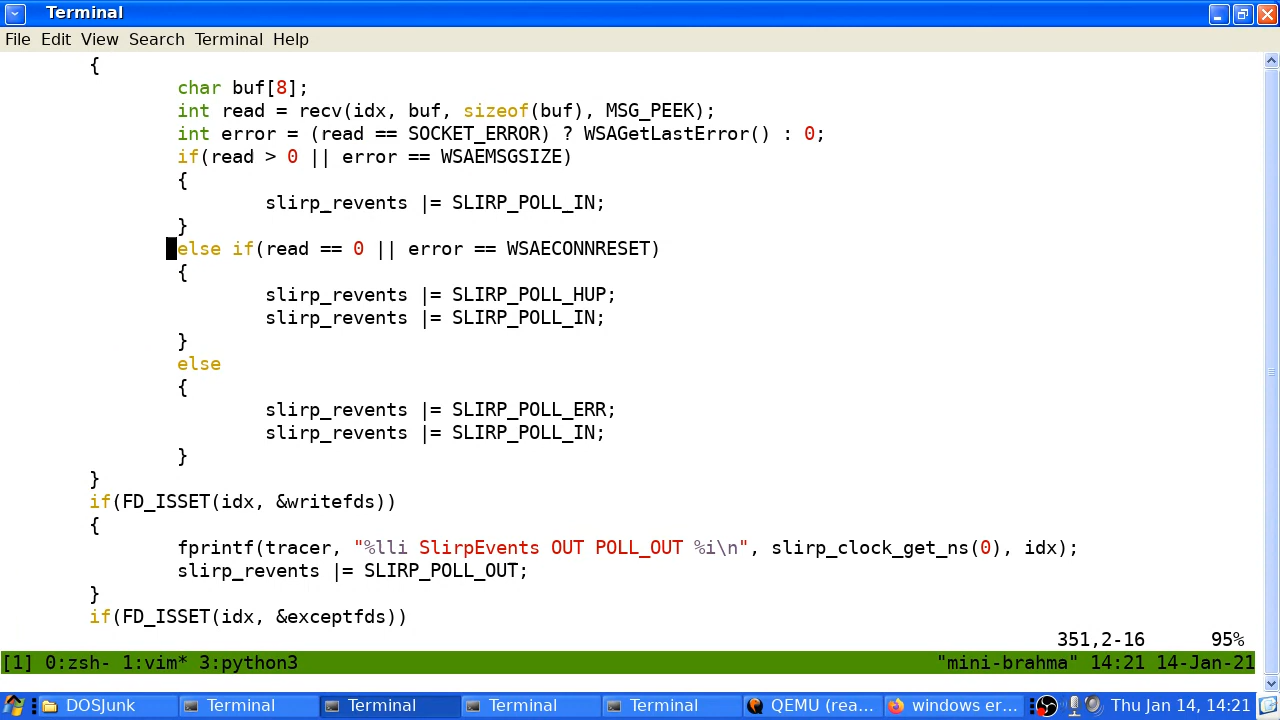 Terminal
File Edit View Search Terminal Help
{
char buf[8];
int read = recv(idx, buf, sizeof(buf), MSG_PEEK);
int error = (read == SOCKET_ERROR) ? WSAGetLastError() : 0;
if(read > 0 || error == WSAEMSGSIZE)
{
slirp_revents |= SLIRP_POLL_IN;
}
else if(read == 0 || error == WSAECONNRESET)
{
slirp_revents |= SLIRP_POLL_HUP;
slirp_revents |= SLIRP_POLL_IN;
}
else
{
slirp_revents |= SLIRP_POLL_ERR;
slirp_revents |= SLIRP_POLL_IN;
}
}
if(FD_ISSET(idx, &writefds))
{
fprintf(tracer, "%lli SlirpEvents OUT POLL_OUT %i\n", slirp_clock_get_ns(0), idx);
slirp_revents |= SLIRP_POLL_OUT;
}
if(FD_ISSET(idx, &exceptfds))
351,2-16 95%
[1] 0:zsh- 1:vim* 3:python3 "mini-brahma" 14:21 14-Jan-21
DOSJunk Terminal Terminal Terminal Terminal QEMU (rea... windows er... Thu Jan 14, 14:21